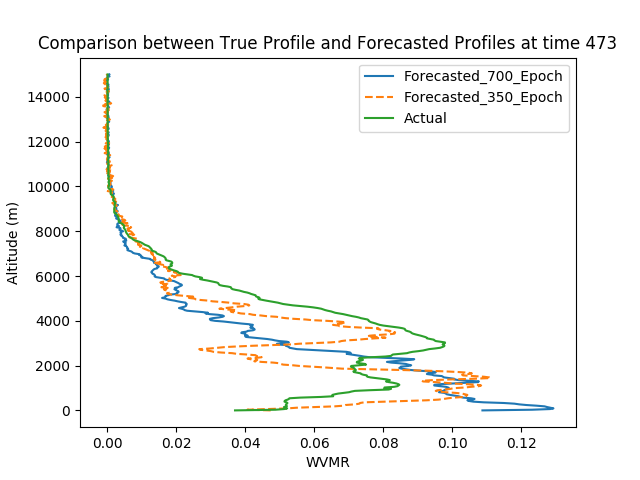 Comparison between True Profile and Forecasted Profiles at time 473
Forecasted_700_Epoch
Forecasted_350_Epoch
Actual
Altitude (m)
14000
12000
10000
8000
6000
4000
2000
0
0.00 0.02 0.04 0.06 0.08 0.10 0.12
WVMR